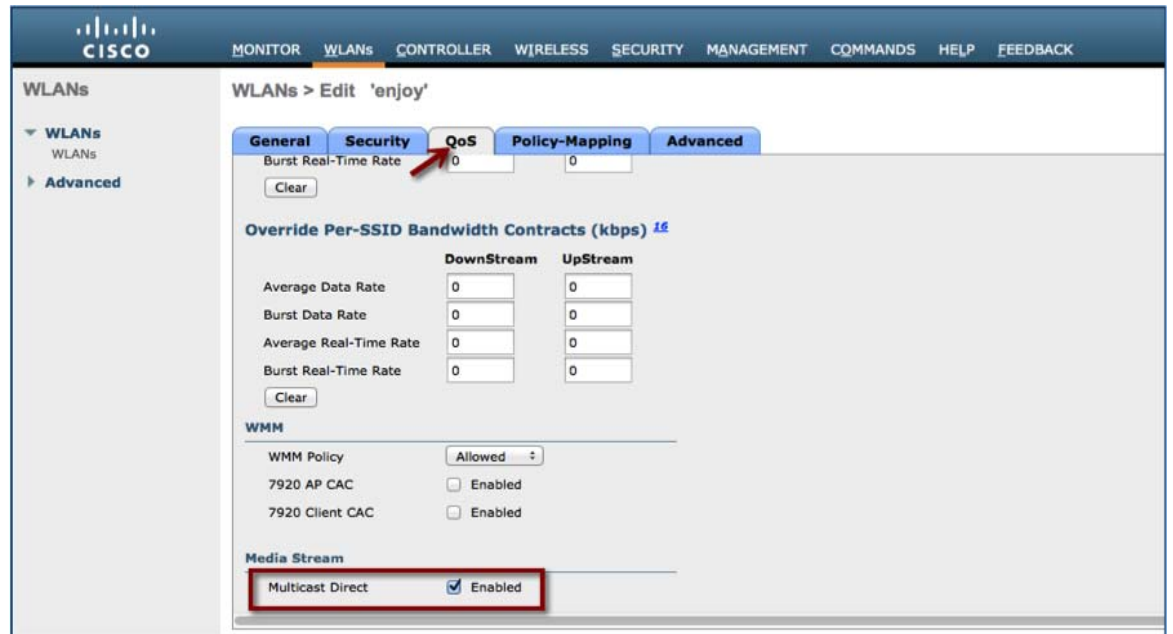 CISCO
MONITOR WLANs CONTROLLER WIRELESS SECURITY MANAGEMENT COMMANDS HELP FEEDBACK
WLANs
WLANs > Edit 'enjoy'
WLANs
WLANs
Advanced
General Security QoS Policy-Mapping Advanced
Burst Real-Time Rate 0 0
Clear
Override Per-SSID Bandwidth Contracts (kbps) 16
DownStream UpStream
Average Data Rate 0 0
Burst Data Rate 0 0
Average Real-Time Rate 0 0
Burst Real-Time Rate 0 0
Clear
WMM
WMM Policy Allowed
7920 AP CAC Enabled
7920 Client CAC Enabled
Media Stream
Multicast Direct Enabled